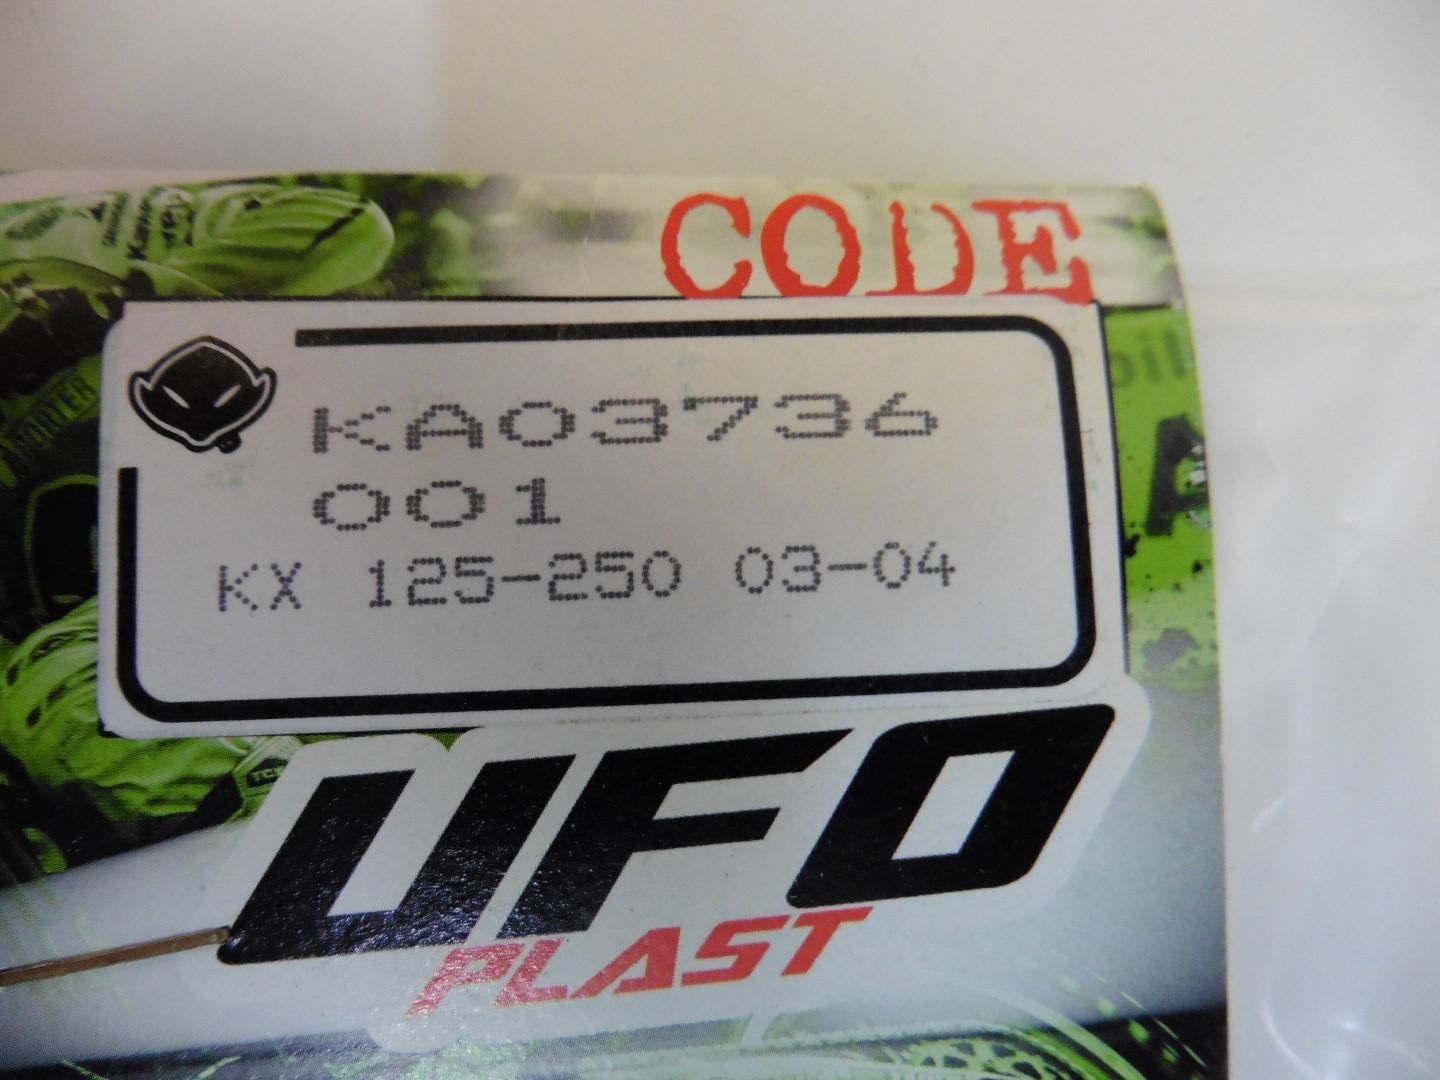 CODE
KA03736
001
KX 125-250 03-04
UFO
PLAST